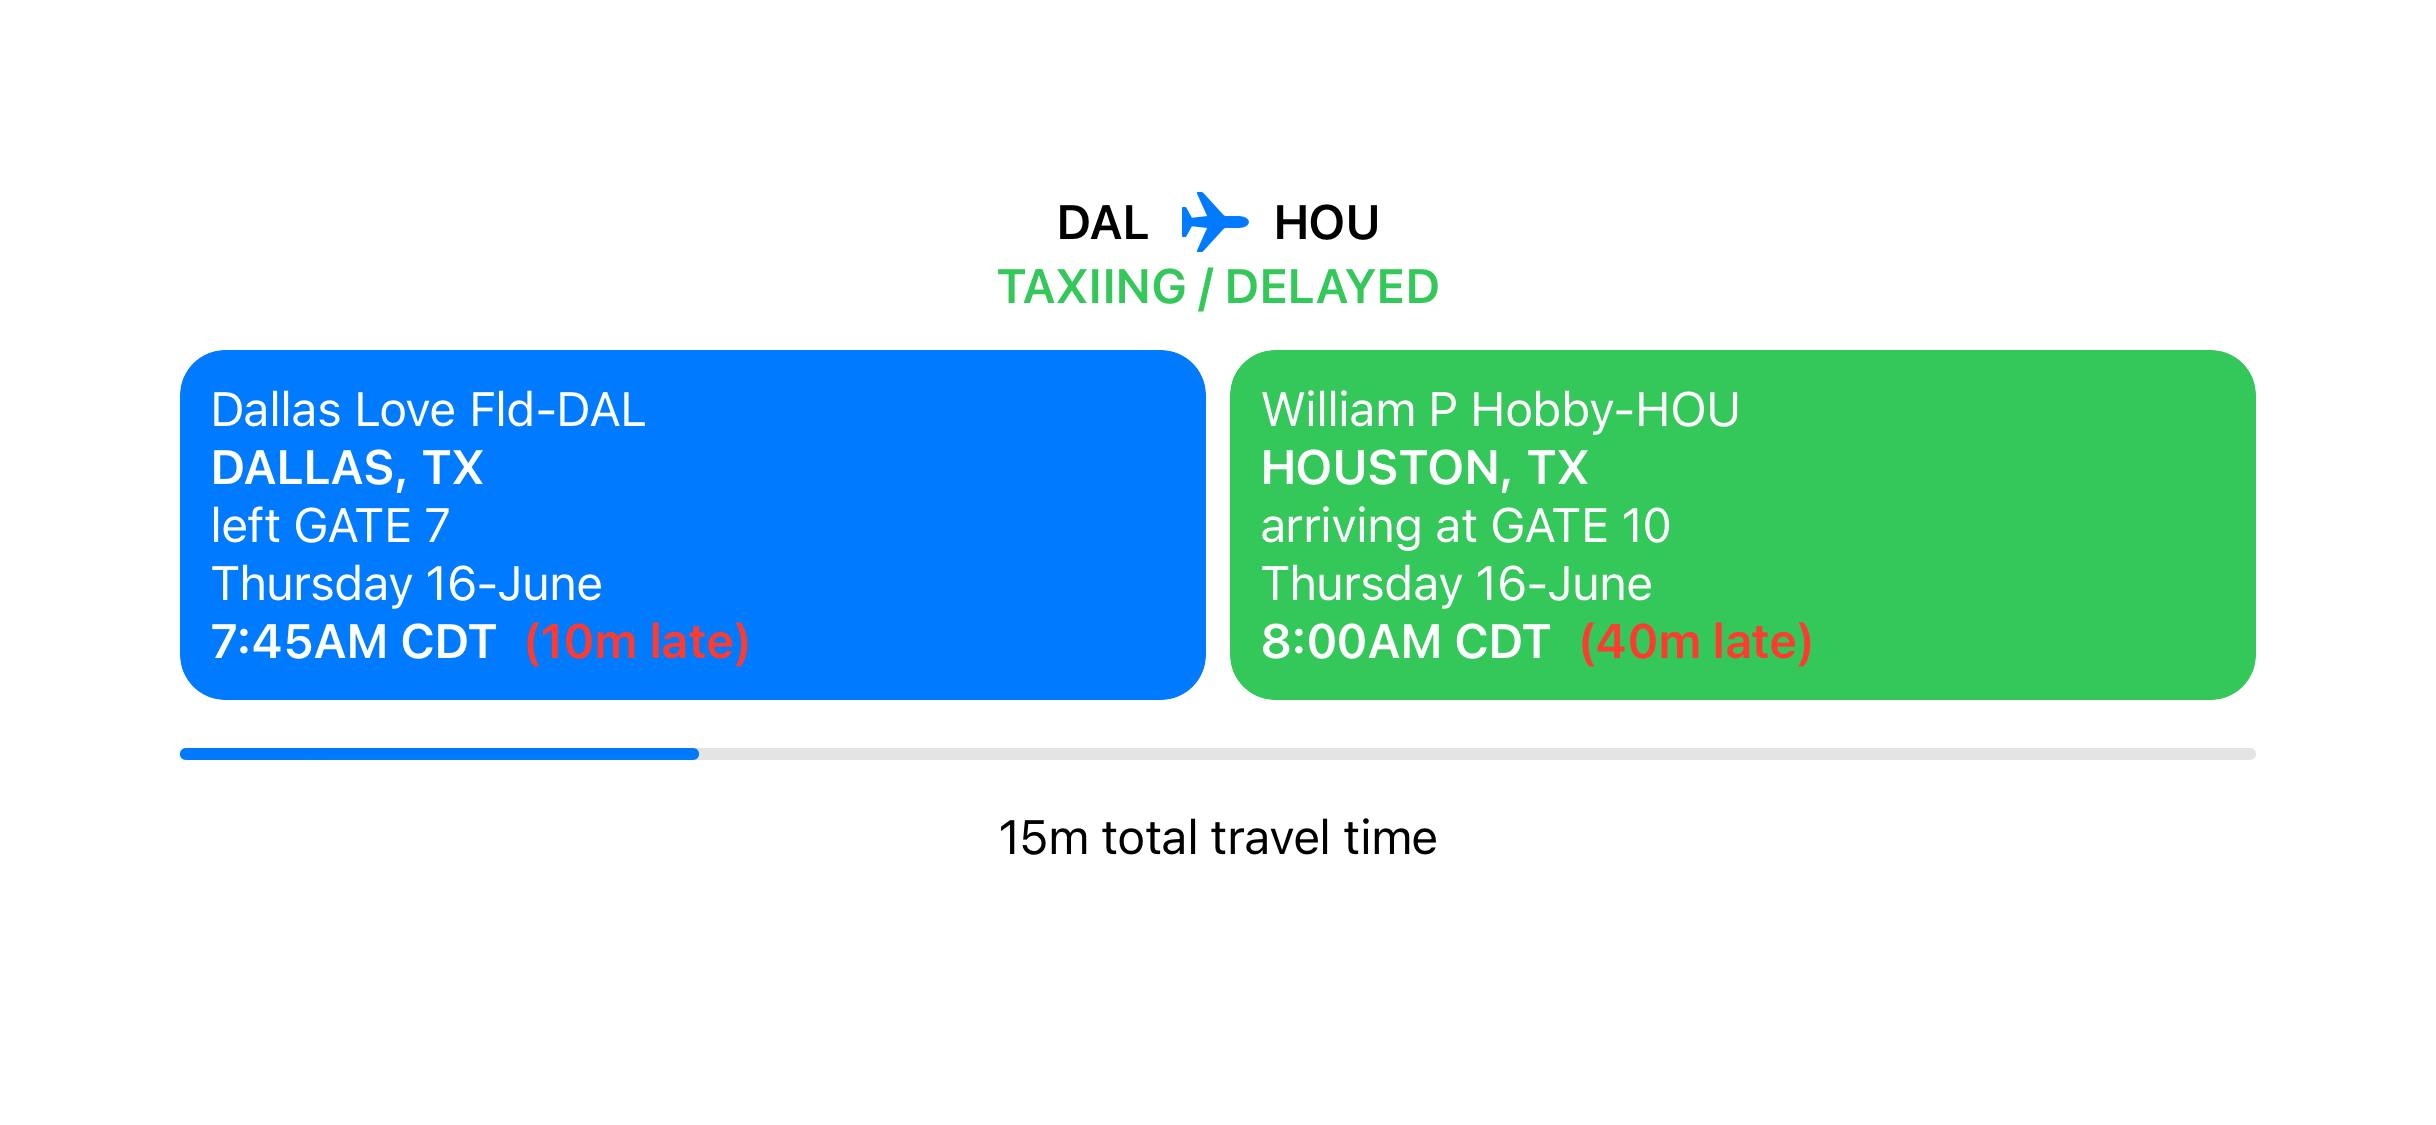 DAL HOU
TAXIING / DELAYED
Dallas Love Fld-DAL
DALLAS, TX
left GATE 7
Thursday 16-June
7:45AM CDT (10m late)
William P Hobby-HOU
HOUSTON, TX
arriving at GATE 10
Thursday 16-June
8:00AM CDT (40m late)
15m total travel time